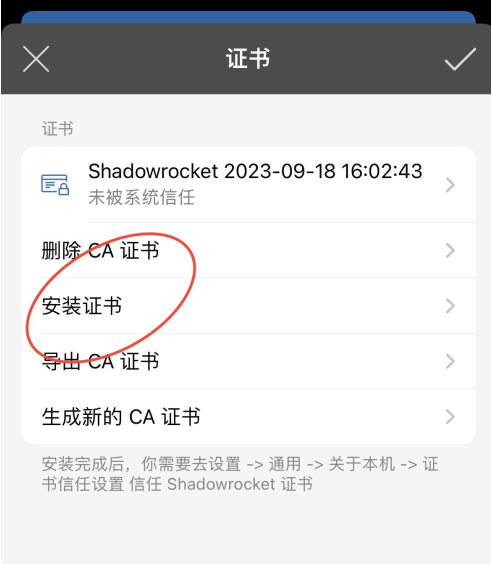 证书
证书
Shadowrocket 2023-09-18 16:02:43
未被系统信任
删除 CA 证书
安装证书
导出 CA 证书
生成新的 CA 证书
安装完成后，你需要去设置 -> 通用 -> 关于本机 -> 证
书信任设置 信任 Shadowrocket 证书